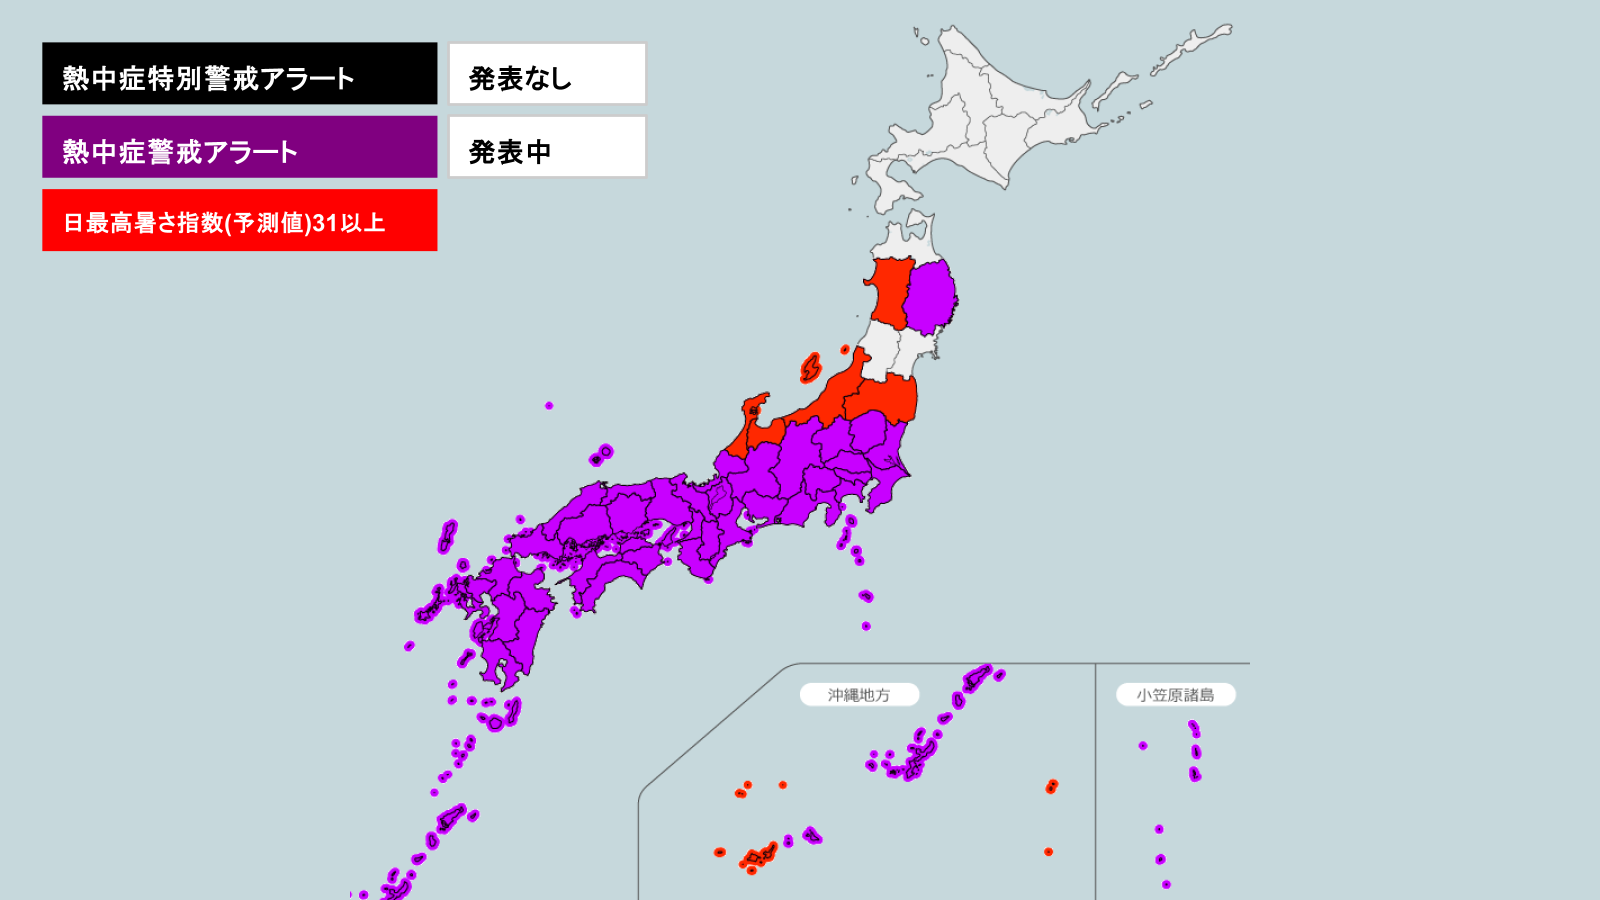 熱中症特別警戒アラート
発表なし
熱中症警戒アラート
発表中
日最高暑さ指数(予測値)31以上
沖縄地方
小笠原諸島